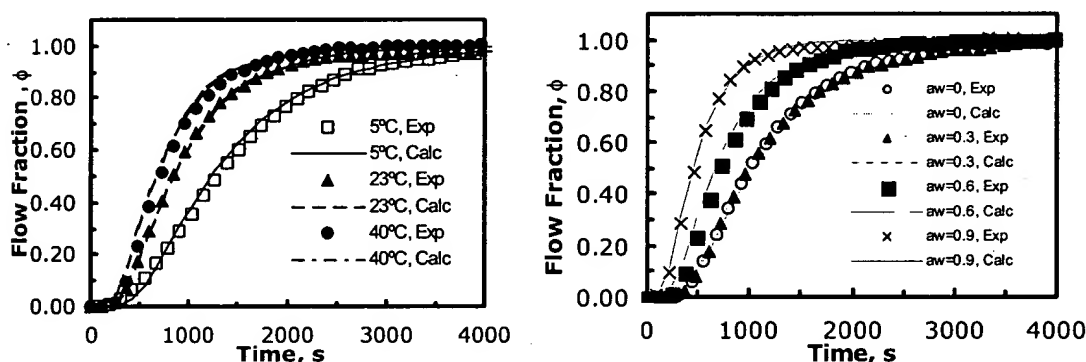 Flow Fraction, ϕ
1.00
0.80
0.60
0.40
0.20
0.00
0
1000
2000
3000
4000
Time, s
5ºC, Exp
5ºC, Calc
23ºC, Exp
23ºC, Calc
40ºC, Exp
40ºC, Calc
Flow Fraction, ϕ
1.00
0.80
0.60
0.40
0.20
0.00
0
1000
2000
3000
4000
Time, s
aw=0, Exp
aw=0, Calc
aw=0.3, Exp
aw=0.3, Calc
aw=0.6, Exp
aw=0.6, Calc
aw=0.9, Exp
aw=0.9, Calc